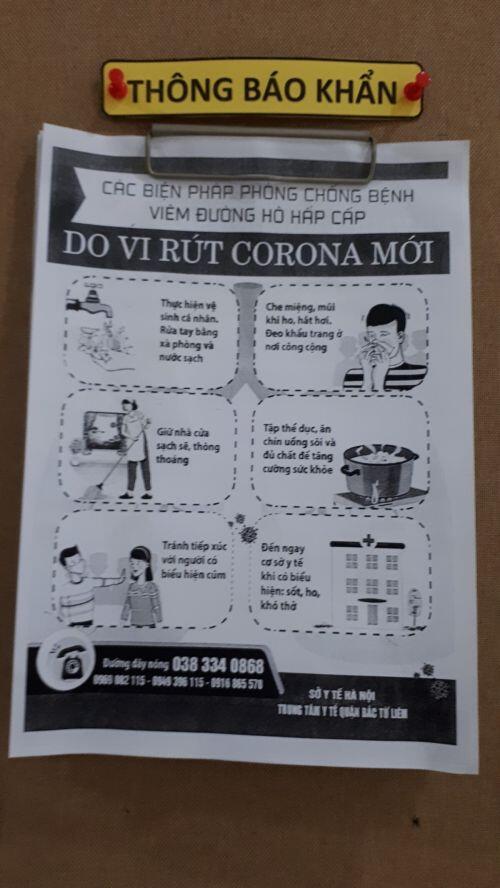 THÔNG BÁO KHẨN
CÁC BIỆN PHÁP PHÒNG CHỐNG BỆNH
VIÊM ĐƯỜNG HÔ HẤP CẤP
DO VI RÚT CORONA MỚI
Thực hiện vệ
sinh cá nhân.
Rửa tay bằng
xà phòng và
nước sạch
Che miệng, mũi
khi ho, hắt hơi.
Đeo khẩu trang ở
nơi công cộng
Giữ nhà cửa
sạch sẽ, thông
thoáng
Tập thể dục, ăn
chín uống sôi và
đủ chất để tăng
cường sức khỏe
Tránh tiếp xúc
với người có
biểu hiện cúm
Đến ngay
cơ sở y tế
khi có biểu
hiện: sốt, ho,
khó thở
Đường dây nóng 038 334 0868
0969 082 115 - 0949 396 115 - 0916 865 578
SỞ Y TẾ HÀ NỘI
TRUNG TÂM Y TẾ QUẬN BẮC TỪ LIÊM